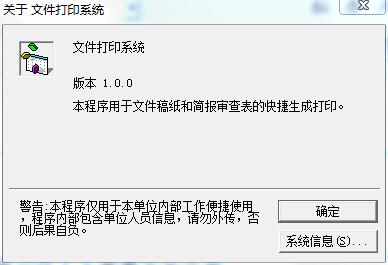 关于 文件打印系统
文件打印系统
版本 1.0.0
本程序用于文件稿纸和简报审查表的快捷生成打印。
警告:本程序仅用于本单位内部工作便捷使用
，程序内部包含单位人员信息，请勿外传，否
则后果自负。
确定
系统信息(S)...